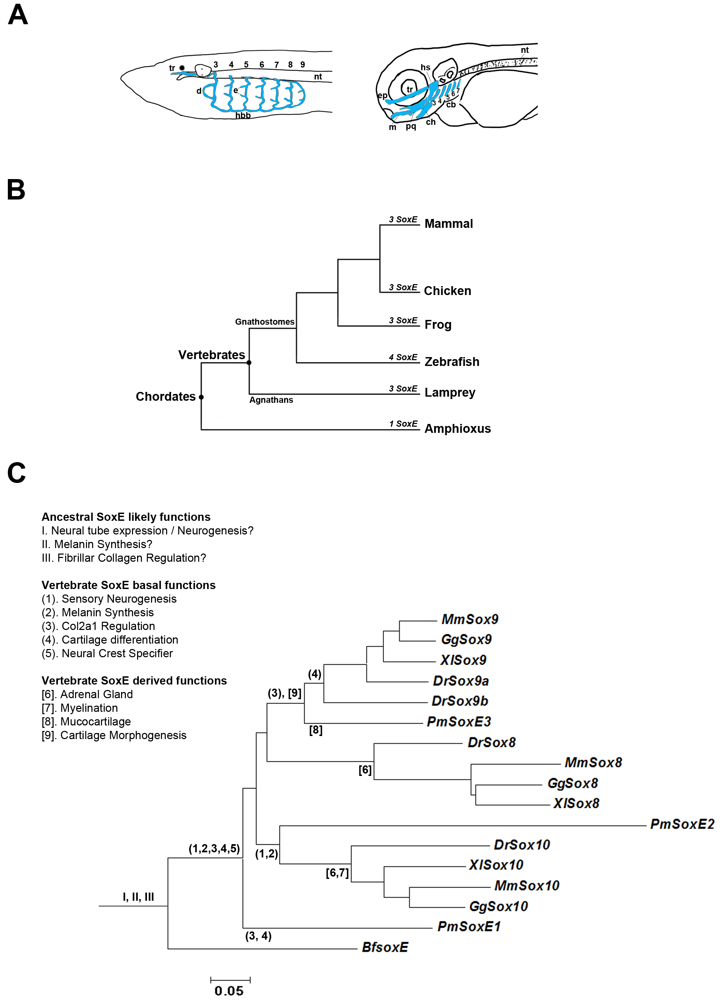 A
tr
3 4 5 6 7 8 9
nt
d
e
hbb
nt
hs
tr
ep
7
6
5
4
3
cb
ch
m
pq
B
3 SoxE Mammal
3 SoxE Chicken
3 SoxE Frog
Gnathostomes
Vertebrates
4 SoxE Zebrafish
3 SoxE Lamprey
Chordates
Agnathans
1 SoxE Amphioxus
C
Ancestral SoxE likely functions
I. Neural tube expression / Neurogenesis?
II. Melanin Synthesis?
III. Fibrillar Collagen Regulation?
Vertebrate SoxE basal functions
(1). Sensory Neurogenesis
(2). Melanin Synthesis
(3). Col2a1 Regulation
(4). Cartilage differentiation
(5). Neural Crest Specifier
Vertebrate SoxE derived functions
[6]. Adrenal Gland
[7]. Myelination
[8]. Mucocartilage
[9]. Cartilage Morphogenesis
MmSox9
GgSox9
XlSox9
(4)
DrSox9a
(3), [9]
DrSox9b
PmSoxE3
[8]
DrSox8
MmSox8
[6]
GgSox8
XlSox8
PmSoxE2
DrSox10
(1,2,3,4,5)
(1,2)
XlSox10
[6,7]
MmSox10
I, II, III
GgSox10
PmSoxE1
(3, 4)
BfsoxE
0.05